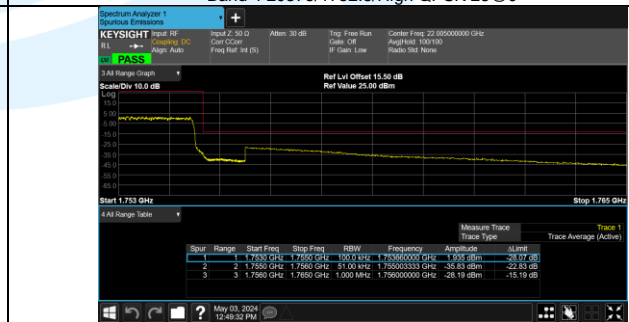 Spectrum Analyzer 1
Spurious Emissions
+
KEYSIGHT Input: RF Input Z: 50 Ω Atten: 30 dB Trig: Free Run Center Freq: 22.005000000 GHz
R L Coupling: DC Corr CCorr Gate: Off Avg|Hold: 100/100
Align: Auto Freq Ref: Int (S) IF Gain: Low Radio Std: None
PASS
3 All Range Graph
Ref Lvl Offset 15.50 dB
Scale/Div 10.0 dB Ref Value 25.00 dBm
Log
15.0
5.00
-5.00
-15.0
-25.0
-35.0
-45.0
-55.0
-65.0
Start 1.753 GHz Stop 1.765 GHz
4 All Range Table
Measure Trace Trace 1
Trace Type Trace Average (Active)
Spur Range Start Freq Stop Freq RBW Frequency Amplitude ΔLimit
1 1 1.7530 GHz 1.7550 GHz 100.0 kHz 1.753660000 GHz 1.935 dBm -28.07 dB
2 2 1.7550 GHz 1.7560 GHz 51.00 kHz 1.755003333 GHz -35.83 dBm -22.83 dB
3 3 1.7560 GHz 1.7650 GHz 1.000 MHz 1.756000000 GHz -28.19 dBm -15.19 dB
? May 03, 2024
12:49:32 PM